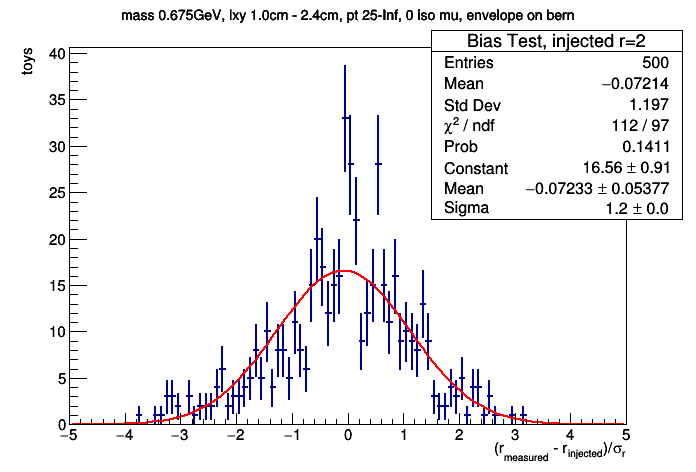 mass 0.675GeV, lxy 1.0cm - 2.4cm, pt 25-Inf, 0 iso mu, envelope on bern
Bias Test, injected r=2
Entries 500
Mean −0.07214
Std Dev 1.197
χ² / ndf 112 / 97
Prob 0.1411
Constant 16.56 ± 0.91
Mean −0.07233 ± 0.05377
Sigma 1.2 ± 0.0
toys
40
35
30
25
20
15
10
5
0
−5 −4 −3 −2 −1 0 1 2 3 4 5
(r_measured - r_injected)/σ_r